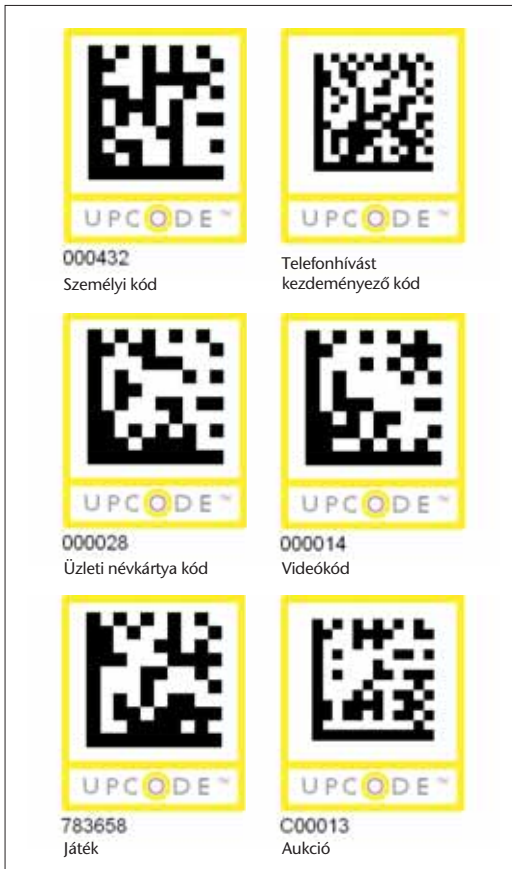 UPCODE™
UPCODE™
000432
Személyi kód
Telefonhívást
kezdeményező kód
UPCODE™
UPCODE™
000028
Üzleti névkártya kód
000014
Videókód
UPCODE™
UPCODE™
783658
Játék
C00013
Aukció